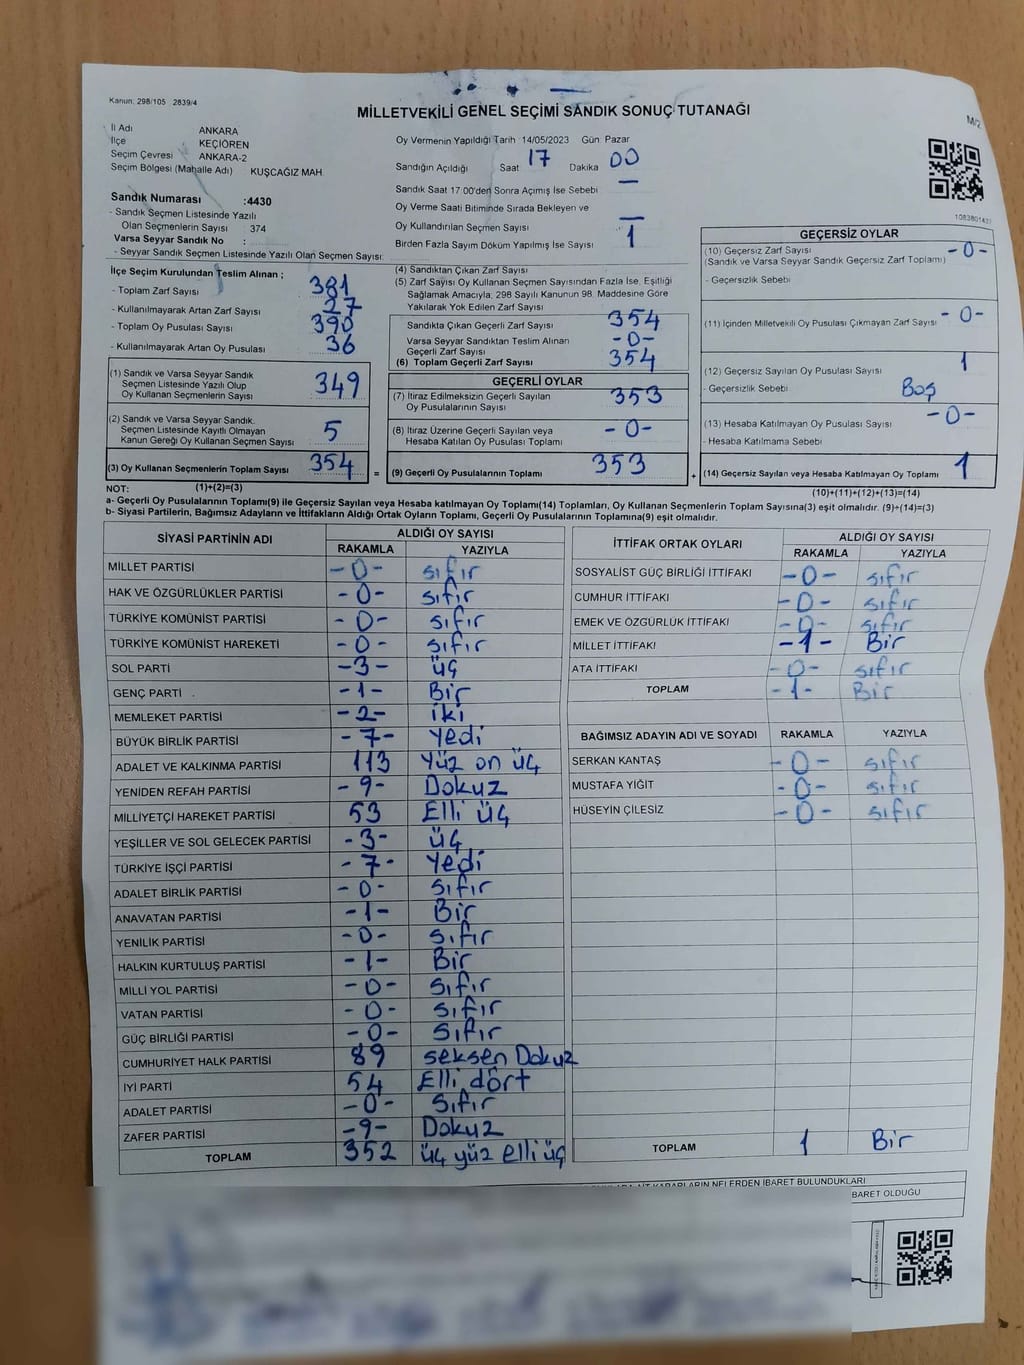 Kanun: 298/105 2839/4
MİLLETVEKİLİ GENEL SEÇİMİ SANDIK SONUÇ TUTANAĞI
M/2
İl Adı ANKARA
İlçe KEÇİÖREN
Seçim Çevresi ANKARA-2
Seçim Bölgesi (Mahalle Adı) KUŞCAĞIZ MAH.
Sandık Numarası :4430
- Sandık Seçmen Listesinde Yazılı
Olan Seçmenlerin Sayısı 374
Varsa Seyyar Sandık No :
- Seyyar Sandık Seçmen Listesinde Yazılı Olan Seçmen Sayısı:
Oy Vermenin Yapıldığı Tarih 14/05/2023 Gün: Pazar
Sandığın Açıldığı Saat 17 Dakika 00
Sandık Saat 17:00'den Sonra Açımış İse Sebebi —
Oy Verme Saati Bitiminde Sırada Bekleyen ve
Oy Kullandırılan Seçmen Sayısı —
Birden Fazla Sayım Döküm Yapılmış İse Sayısı 1
1083801431
İlçe Seçim Kurulundan Teslim Alınan ;
- Toplam Zarf Sayısı 381
- Kullanılmayarak Artan Zarf Sayısı 27
- Toplam Oy Pusulası Sayısı 390
- Kullanılmayarak Artan Oy Pusulası 36
(1) Sandık ve Varsa Seyyar Sandık
Seçmen Listesinde Yazılı Olup
Oy Kullanan Seçmenlerin Sayısı 349
(2) Sandık ve Varsa Seyyar Sandık.
Seçmen Listesinde Kayıtlı Olmayan
Kanun Gereği Oy Kullanan Seçmen Sayısı 5
(3) Oy Kullanan Seçmenlerin Toplam Sayısı 354 =
(4) Sandıktan Çıkan Zarf Sayısı
(5) Zarf Sayısı Oy Kullanan Seçmen Sayısından Fazla İse, Eşitliği
Sağlamak Amacıyla, 298 Sayılı Kanunun 98. Maddesine Göre
Yakılarak Yok Edilen Zarf Sayısı
Sandıkta Çıkan Geçerli Zarf Sayısı 354
Varsa Seyyar Sandıktan Teslim Alınan
Geçerli Zarf Sayısı -0-
(6) Toplam Geçerli Zarf Sayısı 354
GEÇERLİ OYLAR
(7) İtiraz Edilmeksizin Geçerli Sayılan
Oy Pusulalarının Sayısı 353
(8) İtiraz Üzerine Geçerli Sayılan veya
Hesaba Katılan Oy Pusulası Toplamı -0-
(9) Geçerli Oy Pusulalarının Toplamı 353 +
GEÇERSİZ OYLAR
(10) Geçersiz Zarf Sayısı -0-
(Sandık ve Varsa Seyyar Sandık Geçersiz Zarf Toplamı)
- Geçersizlik Sebebi
(11) İçinden Milletvekili Oy Pusulası Çıkmayan Zarf Sayısı -0-
(12) Geçersiz Sayılan Oy Pusulası Sayısı 1
- Geçersizlik Sebebi Boş
(13) Hesaba Katılmayan Oy Pusulası Sayısı -0-
- Hesaba Katılmama Sebebi
(14) Geçersiz Sayılan veya Hesaba Katılmayan Oy Toplamı 1
NOT: (1)+(2)=(3) (10)+(11)+(12)+(13)=(14)
a- Geçerli Oy Pusulalarının Toplamı(9) ile Geçersiz Sayılan veya Hesaba katılmayan Oy Toplamı(14) Toplamları, Oy Kullanan Seçmenlerin Toplam Sayısına(3) eşit olmalıdır. (9)+(14)=(3)
b- Siyasi Partilerin, Bağımsız Adayların ve İttifakların Aldığı Ortak Oyların Toplamı, Geçerli Oy Pusulalarının Toplamına(9) eşit olmalıdır.
SİYASİ PARTİNİN ADI ALDIĞI OY SAYISI
RAKAMLA YAZIYLA
MİLLET PARTİSİ -0- sıfır
HAK VE ÖZGÜRLÜKLER PARTİSİ -0- sıfır
TÜRKİYE KOMÜNİST PARTİSİ -0- sıfır
TÜRKİYE KOMÜNİST HAREKETİ -0- sıfır
SOL PARTİ -3- üç
GENÇ PARTİ -1- Bir
MEMLEKET PARTİSİ -2- iki
BÜYÜK BİRLİK PARTİSİ -7- Yedi
ADALET VE KALKINMA PARTİSİ 113 Yüz on üç
YENİDEN REFAH PARTİSİ -9- Dokuz
MİLLİYETÇİ HAREKET PARTİSİ 53 Elli üç
YEŞİLLER VE SOL GELECEK PARTİSİ -3- üç
TÜRKİYE İŞÇİ PARTİSİ -7- Yedi
ADALET BİRLİK PARTİSİ -0- sıfır
ANAVATAN PARTİSİ -1- Bir
YENİLİK PARTİSİ -0- sıfır
HALKIN KURTULUŞ PARTİSİ -1- Bir
MİLLİ YOL PARTİSİ -0- sıfır
VATAN PARTİSİ -0- sıfır
GÜÇ BİRLİĞİ PARTİSİ -0- sıfır
CUMHURİYET HALK PARTİSİ 89 seksen Dokuz
İYİ PARTİ 54 Elli dört
ADALET PARTİSİ -0- sıfır
ZAFER PARTİSİ -9- Dokuz
TOPLAM 352 üç yüz elli üç
İTTİFAK ORTAK OYLARI ALDIĞI OY SAYISI
RAKAMLA YAZIYLA
SOSYALİST GÜÇ BİRLİĞİ İTTİFAKI -0- sıfır
CUMHUR İTTİFAKI -0- sıfır
EMEK VE ÖZGÜRLÜK İTTİFAKI -0- sıfır
MİLLET İTTİFAKI -1- Bir
ATA İTTİFAKI -0- sıfır
TOPLAM -1- Bir
BAĞIMSIZ ADAYIN ADI VE SOYADI RAKAMLA YAZIYLA
SERKAN KANTAŞ -0- sıfır
MUSTAFA YİĞİT -0- sıfır
HÜSEYİN ÇİLESİZ -0- sıfır
TOPLAM 1 Bir
KARARLARIN NELERDEN İBARET BULUNDUKLARI
İBARET OLDUĞU